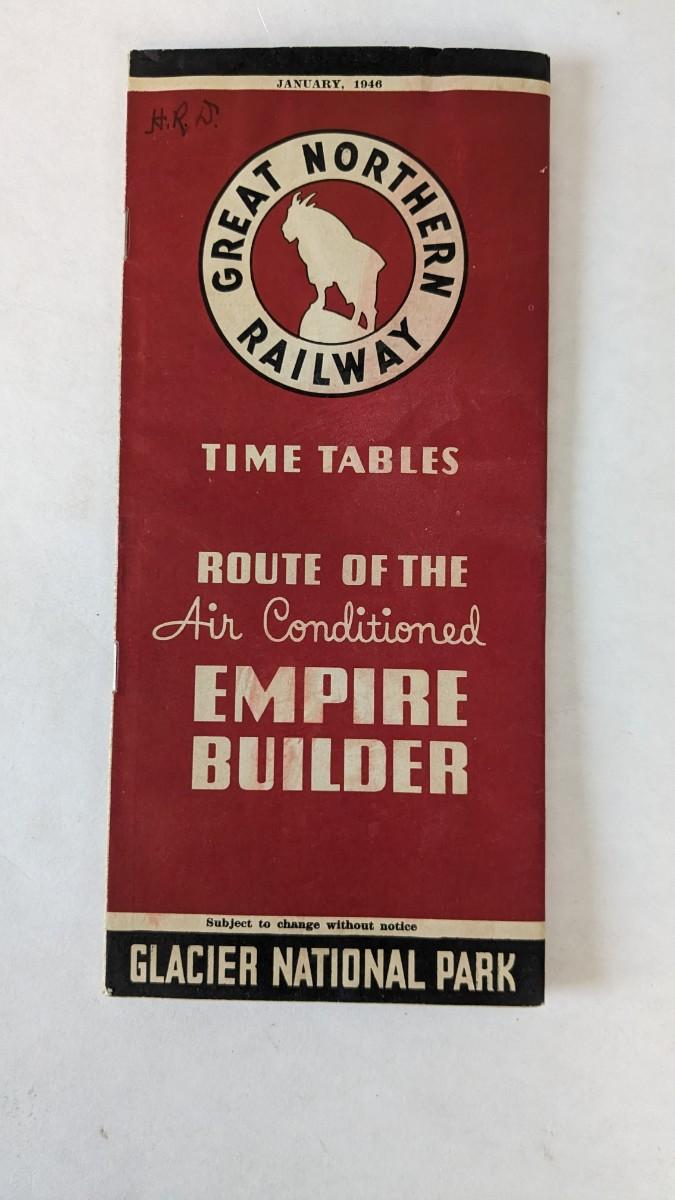 JANUARY, 1946
H.R.D.
GREAT NORTHERN
RAILWAY
TIME TABLES
ROUTE OF THE
Air Conditioned
EMPIRE
BUILDER
Subject to change without notice
GLACIER NATIONAL PARK